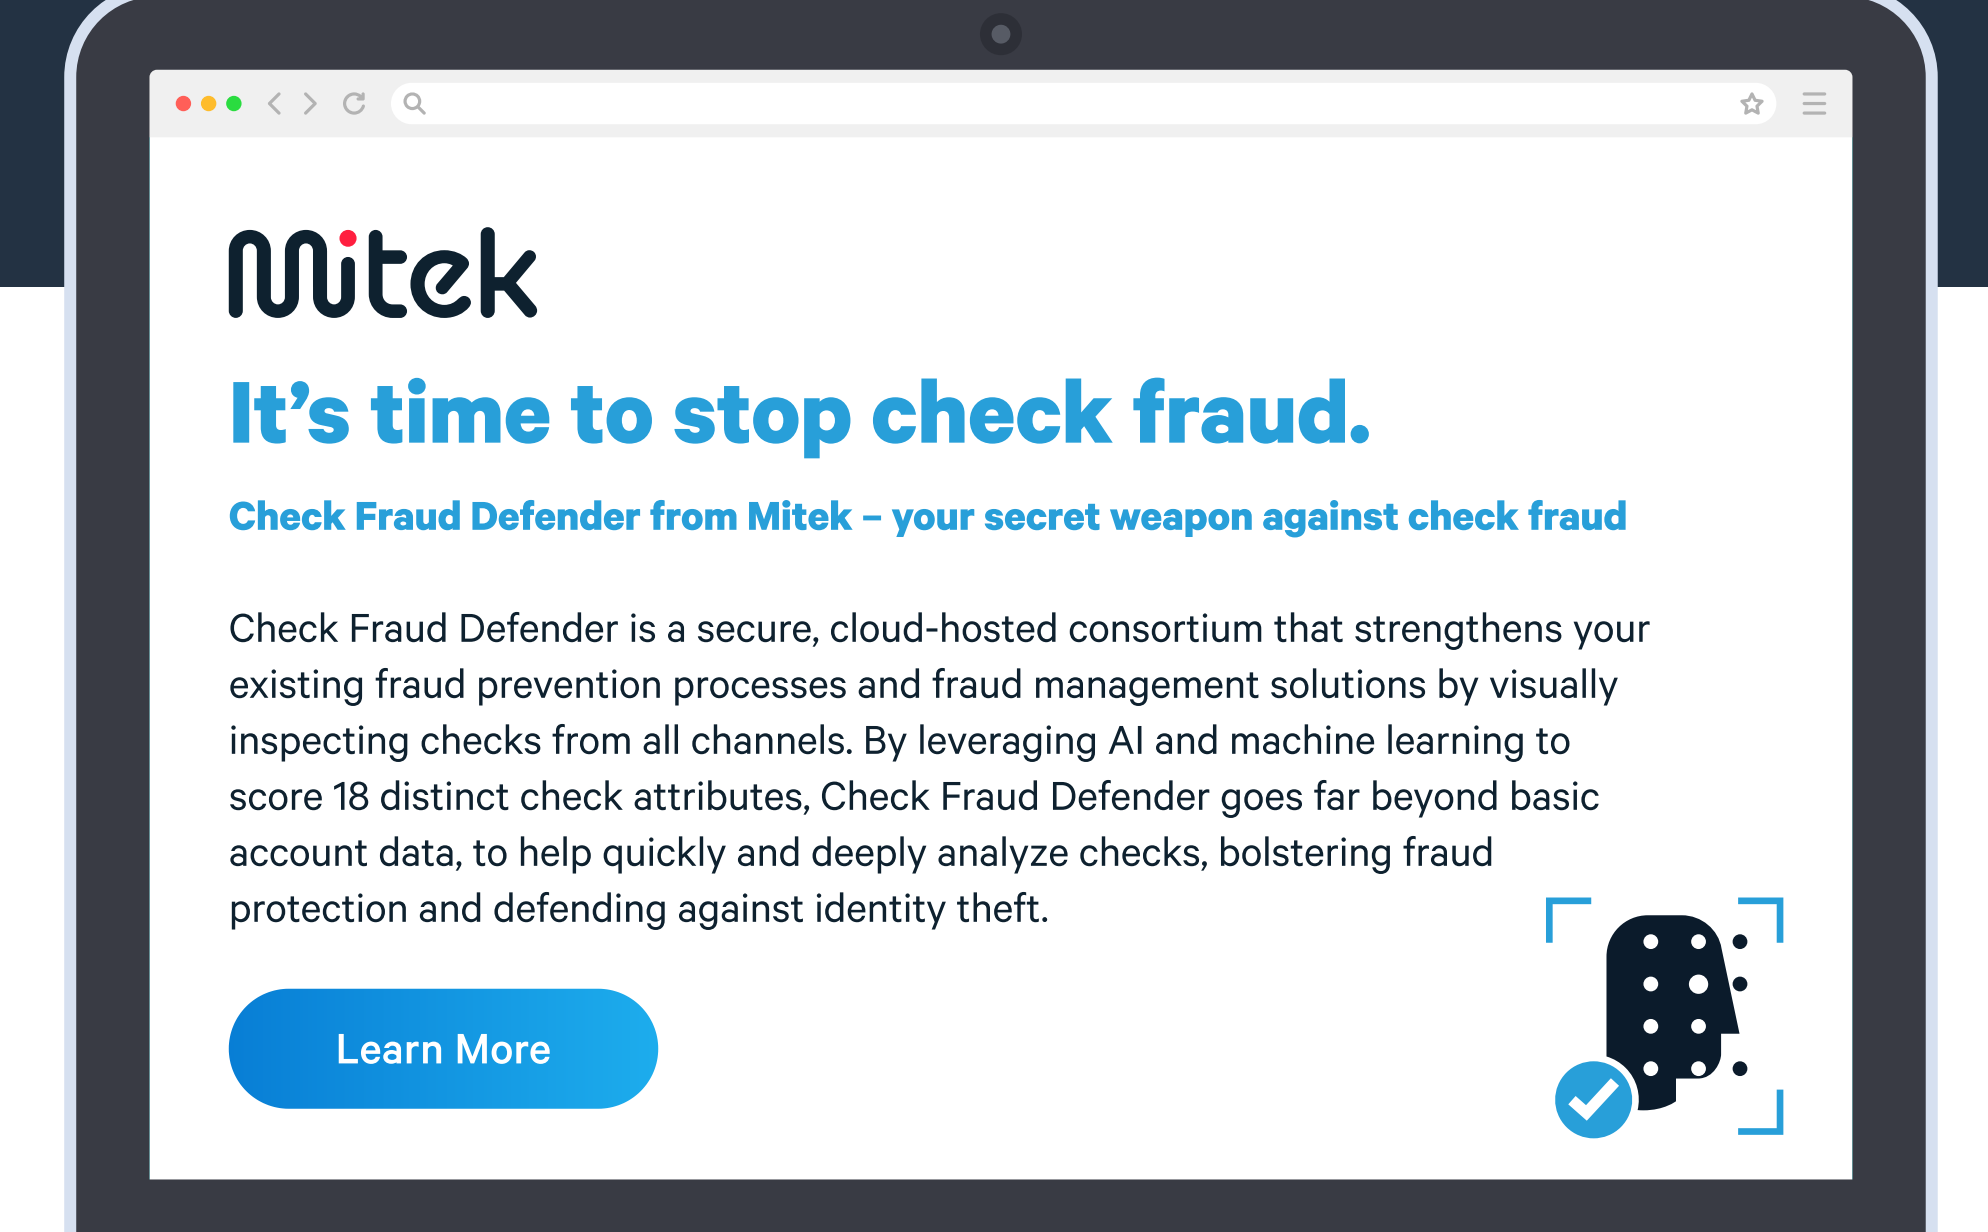 Mitek
It’s time to stop check fraud.
Check Fraud Defender from Mitek – your secret weapon against check fraud
Check Fraud Defender is a secure, cloud-hosted consortium that strengthens your
existing fraud prevention processes and fraud management solutions by visually
inspecting checks from all channels. By leveraging AI and machine learning to
score 18 distinct check attributes, Check Fraud Defender goes far beyond basic
account data, to help quickly and deeply analyze checks, bolstering fraud
protection and defending against identity theft.
Learn More